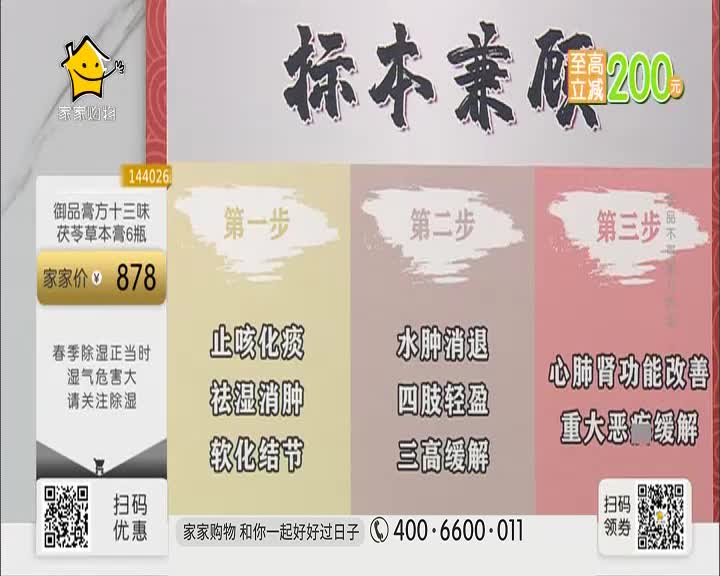 标本兼顾
至高
立减
200元
家家购物
144026
御品膏方十三味
茯苓草本膏6瓶
家家价 ¥ 878
春季除湿正当时
湿气危害大
请关注除湿
扫码
优惠
第一步
止咳化痰
祛湿消肿
软化结节
第二步
水肿消退
四肢轻盈
三高缓解
第三步
心肺肾功能改善
重大恶 缓解
家家购物 和你一起好好过日子
400·6600·011
扫码
领券